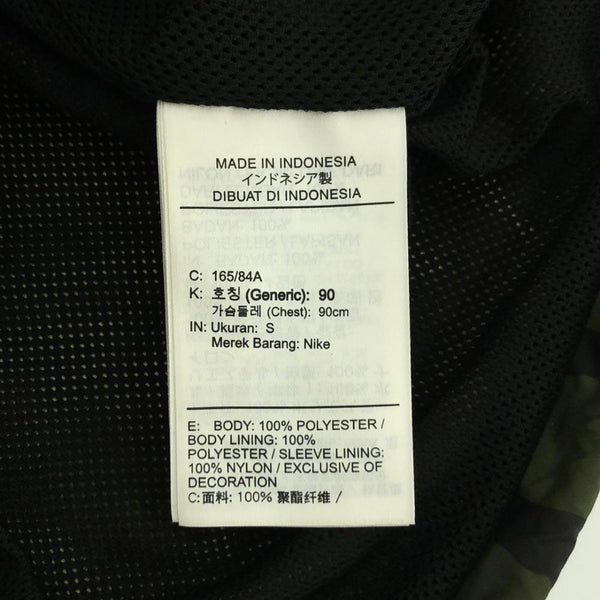 MADE IN INDONESIA
インドネシア製
DIBUAT DI INDONESIA
C: 165/84A
K: 호칭 (Generic): 90
가슴둘레 (Chest): 90cm
IN: Ukuran: S
Merek Barang: Nike
E: BODY: 100% POLYESTER /
BODY LINING: 100%
POLYESTER / SLEEVE LINING:
100% NYLON / EXCLUSIVE OF
DECORATION
C: 面料: 100% 聚酯纤维 /